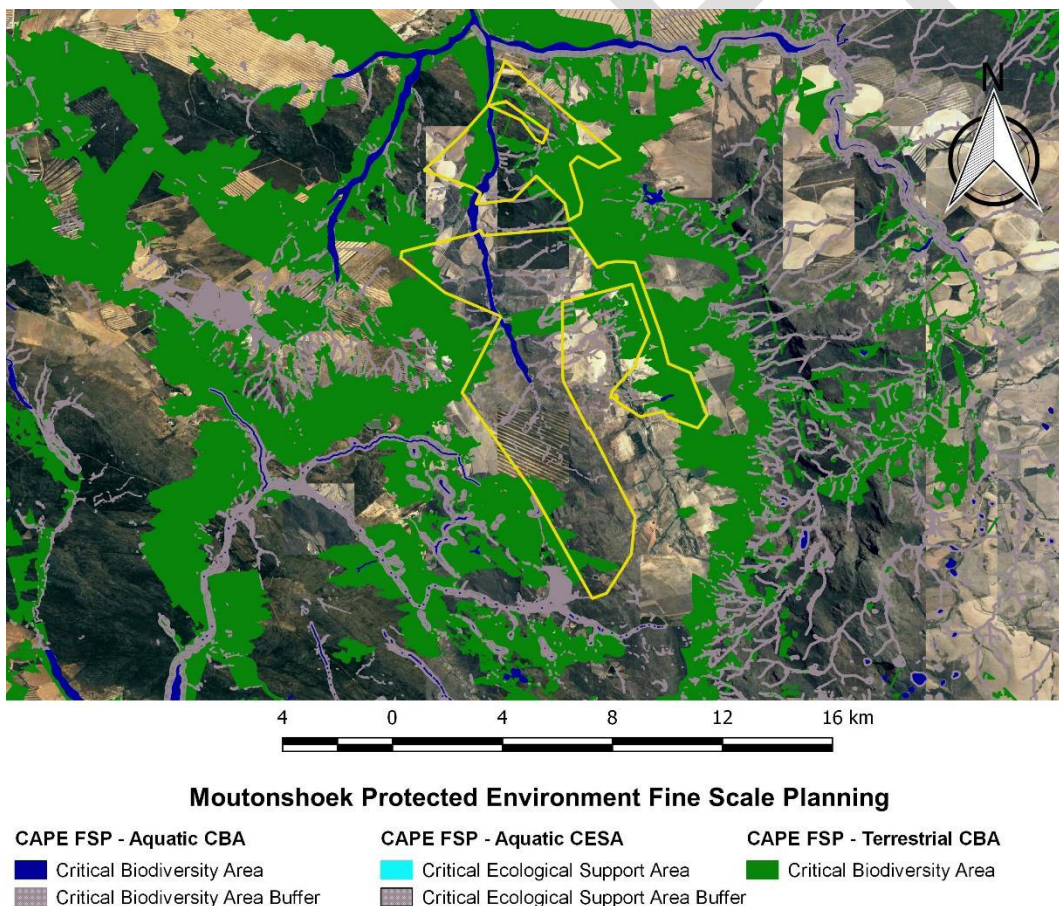 N
4 0 4 8 12 16 km
Moutonshoek Protected Environment Fine Scale Planning
CAPE FSP - Aquatic CBA CAPE FSP - Aquatic CESA CAPE FSP - Terrestrial CBA
Critical Biodiversity Area Critical Ecological Support Area Critical Biodiversity Area
Critical Biodiversity Area Buffer Critical Ecological Support Area Buffer